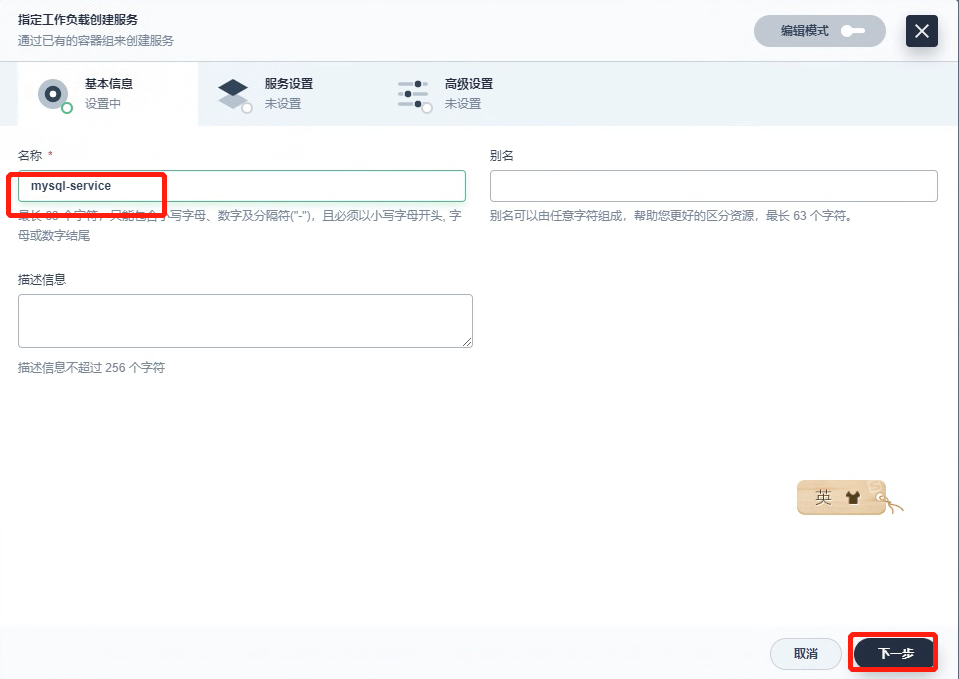 指定工作负载创建服务
通过已有的容器组来创建服务
编辑模式
基本信息
设置中
服务设置
未设置
高级设置
未设置
名称 *
mysql-service
最长 63 个字符，只能包含小写字母、数字及分隔符("-")，且必须以小写字母开头, 字
母或数字结尾
别名
别名可以由任意字符组成，帮助您更好的区分资源，最长 63 个字符。
描述信息
描述信息不超过 256 个字符
英
取消
下一步